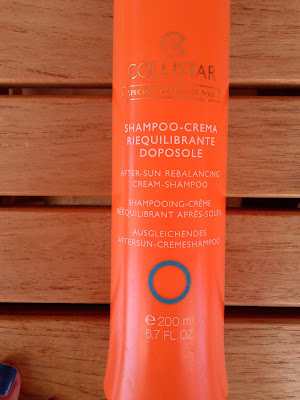 COLLISTAR
SHAMPOO-CREMA
RIEQUILIBRANTE
DOPOSOLE
AFTER-SUN REBALANCING
CREAM-SHAMPOO
SHAMPOOING-CRÈME
RÉÉQUILIBRANT APRÈS-SOLEIL
AUSGLEICHENDES
AFTERSUN-CREMESHAMPOO
e 200 ml
6.7 FL.OZ.